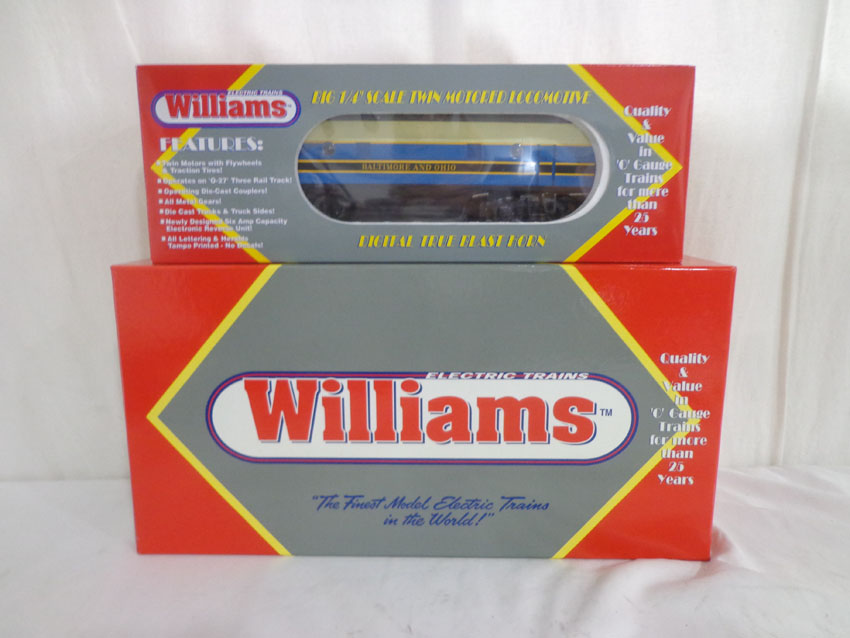 ELECTRIC TRAINS
Williams™
FEATURES:
Twin Motors with Flywheels
& Traction Tires!
Operates on 'O-27' Three Rail Track!
Operating Die-Cast Couplers!
All Metal Gears!
Die Cast Trucks & Truck Sides!
Newly Designed Six Amp Capacity
Electronic Reverse Unit!
All Lettering & Heralds
Tampo Printed - No Decals!
BIG 1/4" SCALE TWIN MOTORED LOCOMOTIVE
BALTIMORE AND OHIO
DIGITAL TRUE BLAST HORN
Quality
&
Value
in
'O' Gauge
Trains
for more
than
25
Years
ELECTRIC TRAINS
Williams™
"The Finest Model Electric Trains
in the World!"
Quality
&
Value
in
'O' Gauge
Trains
for more
than
25
Years